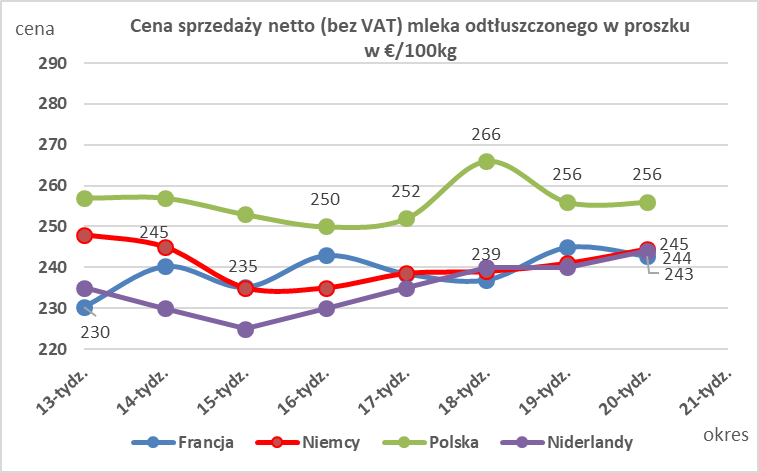 cena
Cena sprzedaży netto (bez VAT) mleka odtłuszczonego w proszku
w €/100kg
290
280
270
260
250
240
230
220
266
256
256
252
250
245
235
239
245
244
243
230
13-tydz.
14-tydz.
15-tydz.
16-tydz.
17-tydz.
18-tydz.
19-tydz.
20-tydz.
21-tydz.
okres
Francja
Niemcy
Polska
Niderlandy